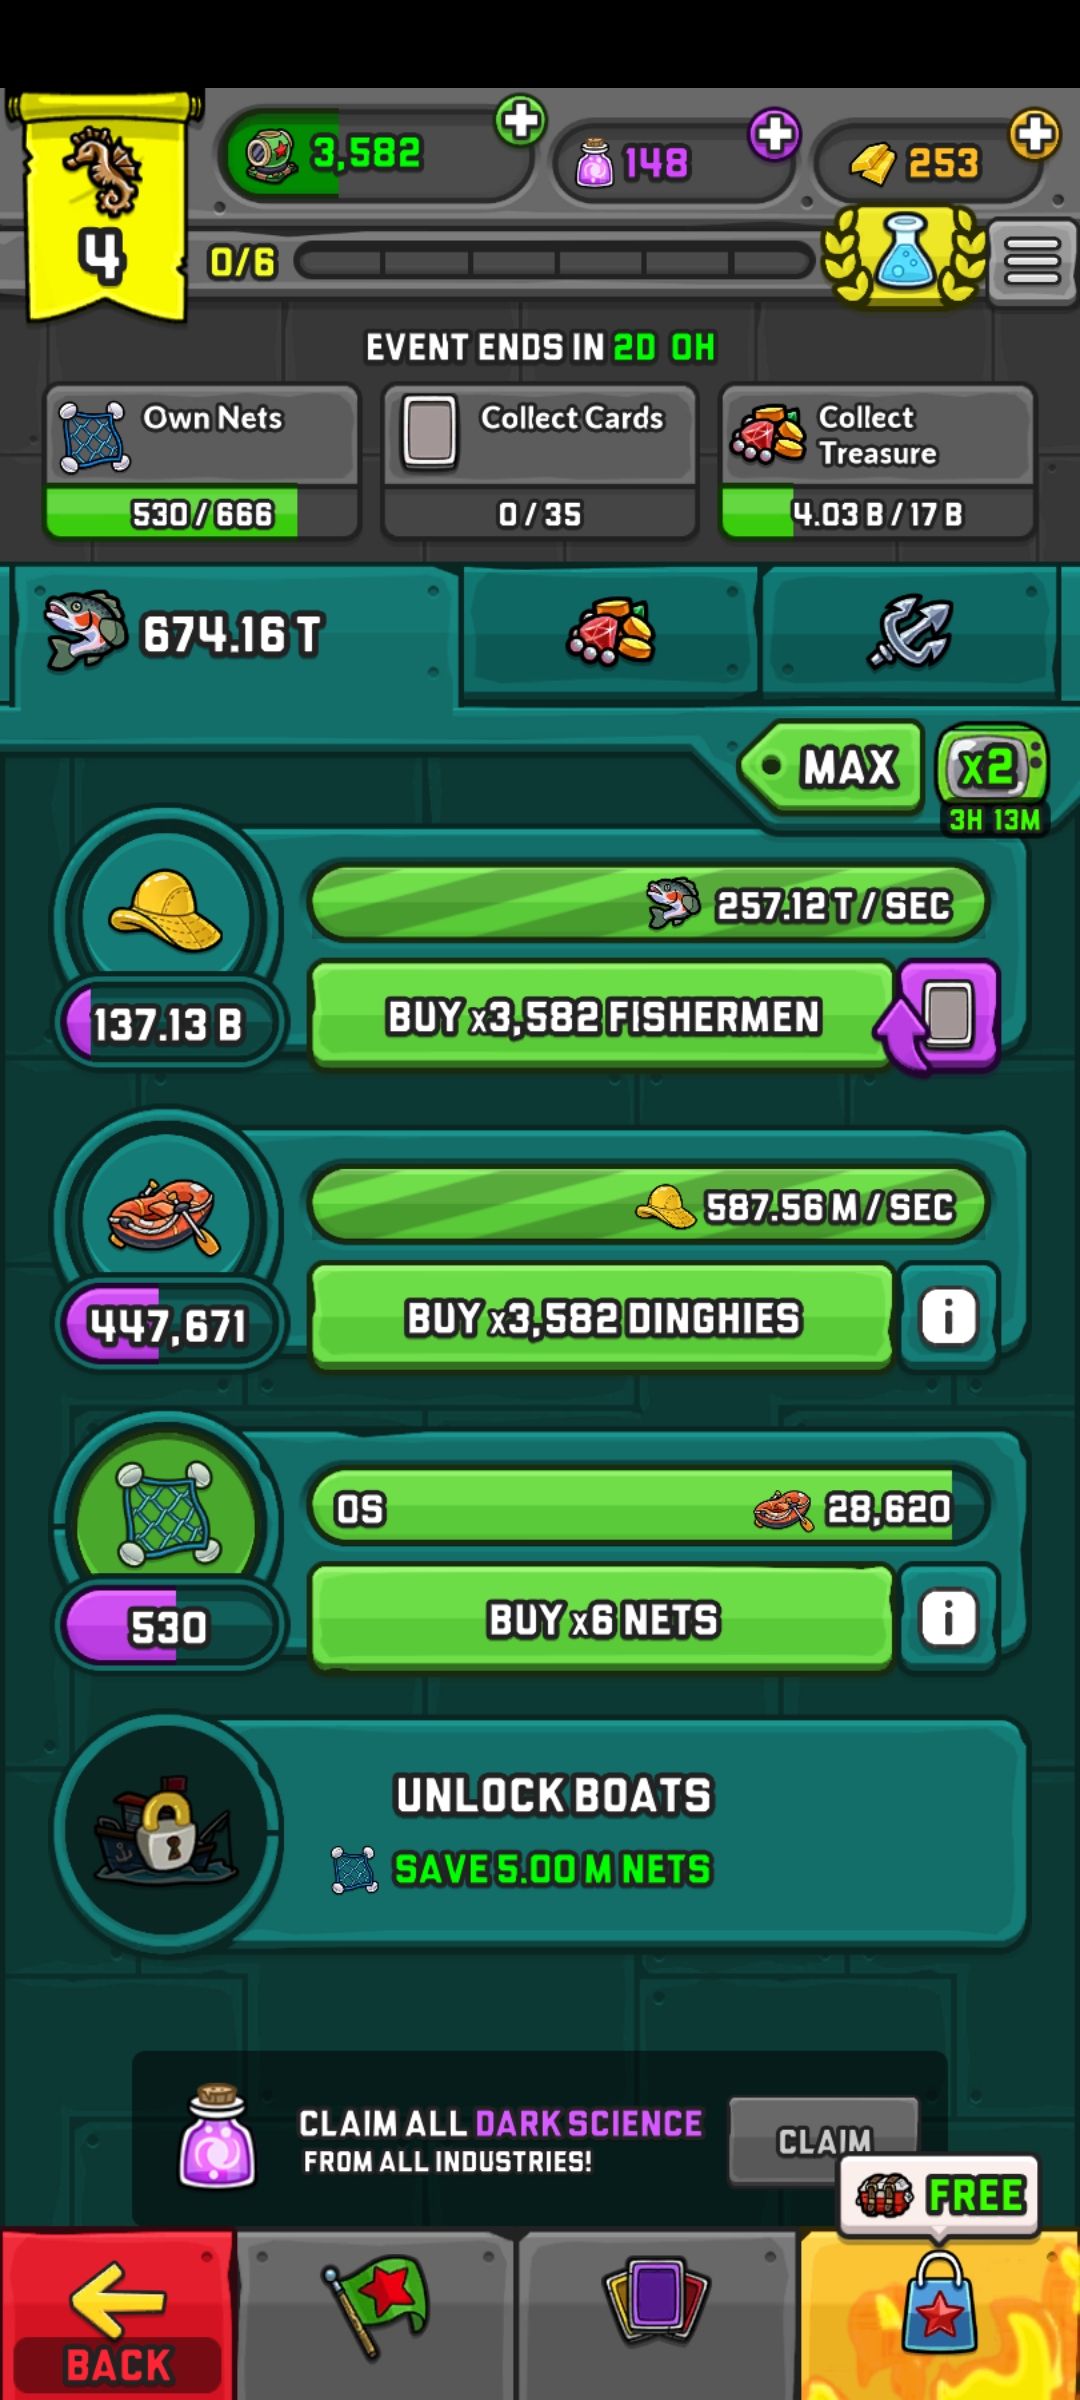 3,582
148
253
4
0/6
EVENT ENDS IN 2D 0H
Own Nets
530/666
Collect Cards
0/35
Collect
Treasure
4.03 B/17 B
674.16 T
MAX
x2
3H 13M
257.12 T/SEC
137.13 B
BUY x3,582 FISHERMEN
587.56 M/SEC
447,671
BUY x3,582 DINGHIES
i
0S
28,620
530
BUY x6 NETS
i
UNLOCK BOATS
SAVE 5.00 M NETS
CLAIM ALL DARK SCIENCE
FROM ALL INDUSTRIES!
CLAIM
FREE
BACK